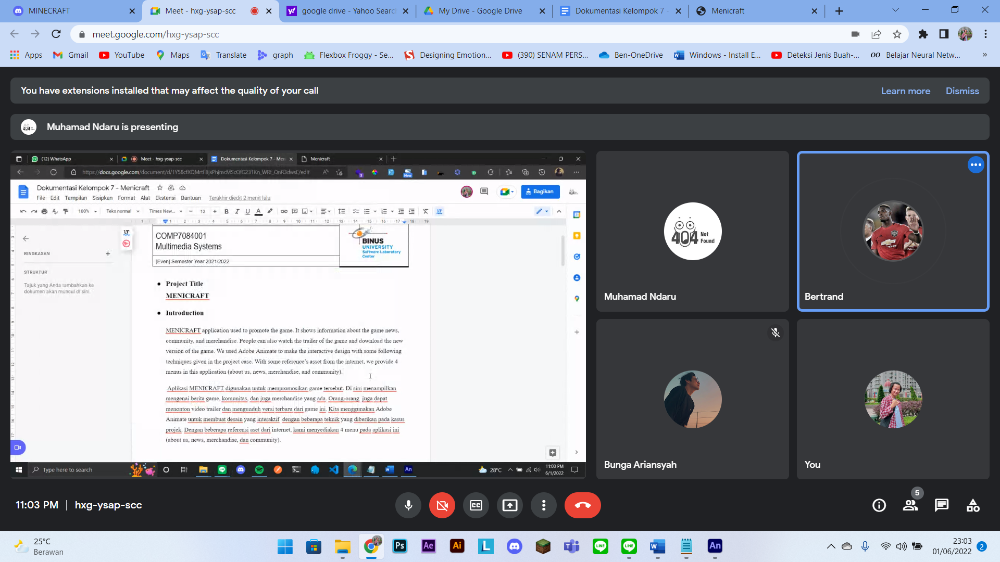 MINECRAFT
Meet - hxg-ysap-scc
google drive - Yahoo Searc
My Drive - Google Drive
Dokumentasi Kelompok 7 -
Menicraft
meet.google.com/hxg-ysap-scc
Apps
Gmail
YouTube
Maps
Translate
graph
Flexbox Froggy - Se...
Designing Emotion...
(390) SENAM PERS...
Ben-OneDrive
Windows - Install E...
Deteksi Jenis Buah-...
Belajar Neural Netw...
»
You have extensions installed that may affect the quality of your call
Learn more
Dismiss
Muhamad Ndaru is presenting
(12) WhatsApp
Meet - hxg-ysap-scc
Dokumentasi Kelompok 7 - Men
Menicraft
Dokumentasi Kelompok 7 - Menicraft
File Edit Tampilan Sisipkan Format Alat Ekstensi Bantuan
Terakhir diedit 2 menit lalu
Bagikan
100%
Teks normal
Times New...
12
COMP7084001
Multimedia Systems
[Even] Semester Year 2021/2022
BINUS
UNIVERSITY
Software Laboratory
Center
RINGKASAN
STRUKTUR
Tajuk yang Anda tambahkan ke
dokumen akan muncul di sini.
• Project Title
MENICRAFT
• Introduction
MENICRAFT application used to promote the game. It shows information about the game news,
community, and merchandise. People can also watch the trailer of the game and download the new
version of the game. We used Adobe Animate to make the interactive design with some following
techniques given in the project case. With some reference's asset from the internet, we provide 4
menus in this application (about us, news, merchandise, and community).
Aplikasi MENICRAFT digunakan untuk mempromosikan game tersebut. Di sini menampilkan
mengenai berita game, komunitas, dan juga merchandise yang ada. Orang-orang juga dapat
menonton video trailer dan mengunduh versi terbaru dari game ini. Kita menggunakan Adobe
Animate untuk membuat desain yang interaktif dengan beberapa teknik yang diberikan pada kasus
projek. Dengan beberapa referensi aset dari internet, kami menyediakan 4 menu pada aplikasi ini
(about us, news, merchandise, dan community).
Type here to search
28°C
11:03 PM
6/1/2022
404 Not
Found
Muhamad Ndaru
Bertrand
Bunga Ariansyah
You
11:03 PM | hxg-ysap-scc
5
25°C
Berawan
23:03
01/06/2022
2